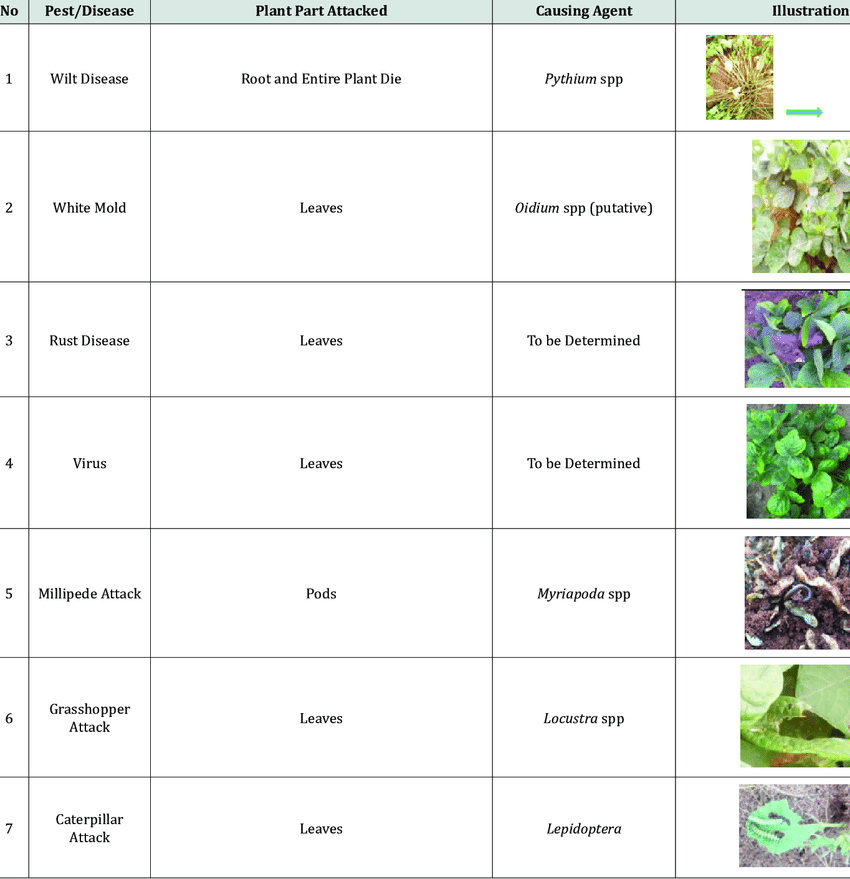 No Pest/Disease Plant Part Attacked Causing Agent Illustration
1 Wilt Disease Root and Entire Plant Die Pythium spp
2 White Mold Leaves Oidium spp (putative)
3 Rust Disease Leaves To be Determined
4 Virus Leaves To be Determined
5 Millipede Attack Pods Myriapoda spp
6 Grasshopper Attack Leaves Locustra spp
7 Caterpillar Attack Leaves Lepidoptera